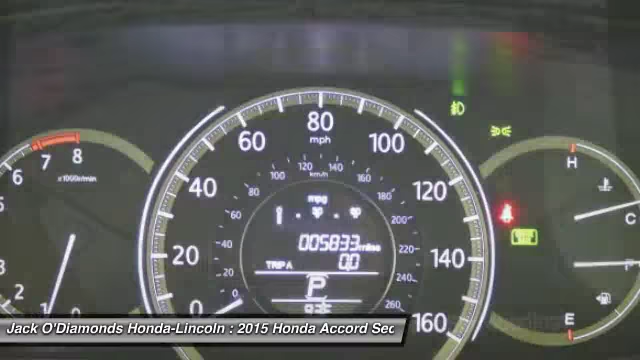 80
60
100
mph
120
140
100
160
km/h
80
180
H
7
8
6
x1000r/min
40
60
mpg
200
120
C
40
005833 miles
220
5
20
20
TRIP A
0.0
240
140
3
2
1
0
0
P
260
160
E
Jack O'Diamonds Honda-Lincoln : 2015 Honda Accord Sec